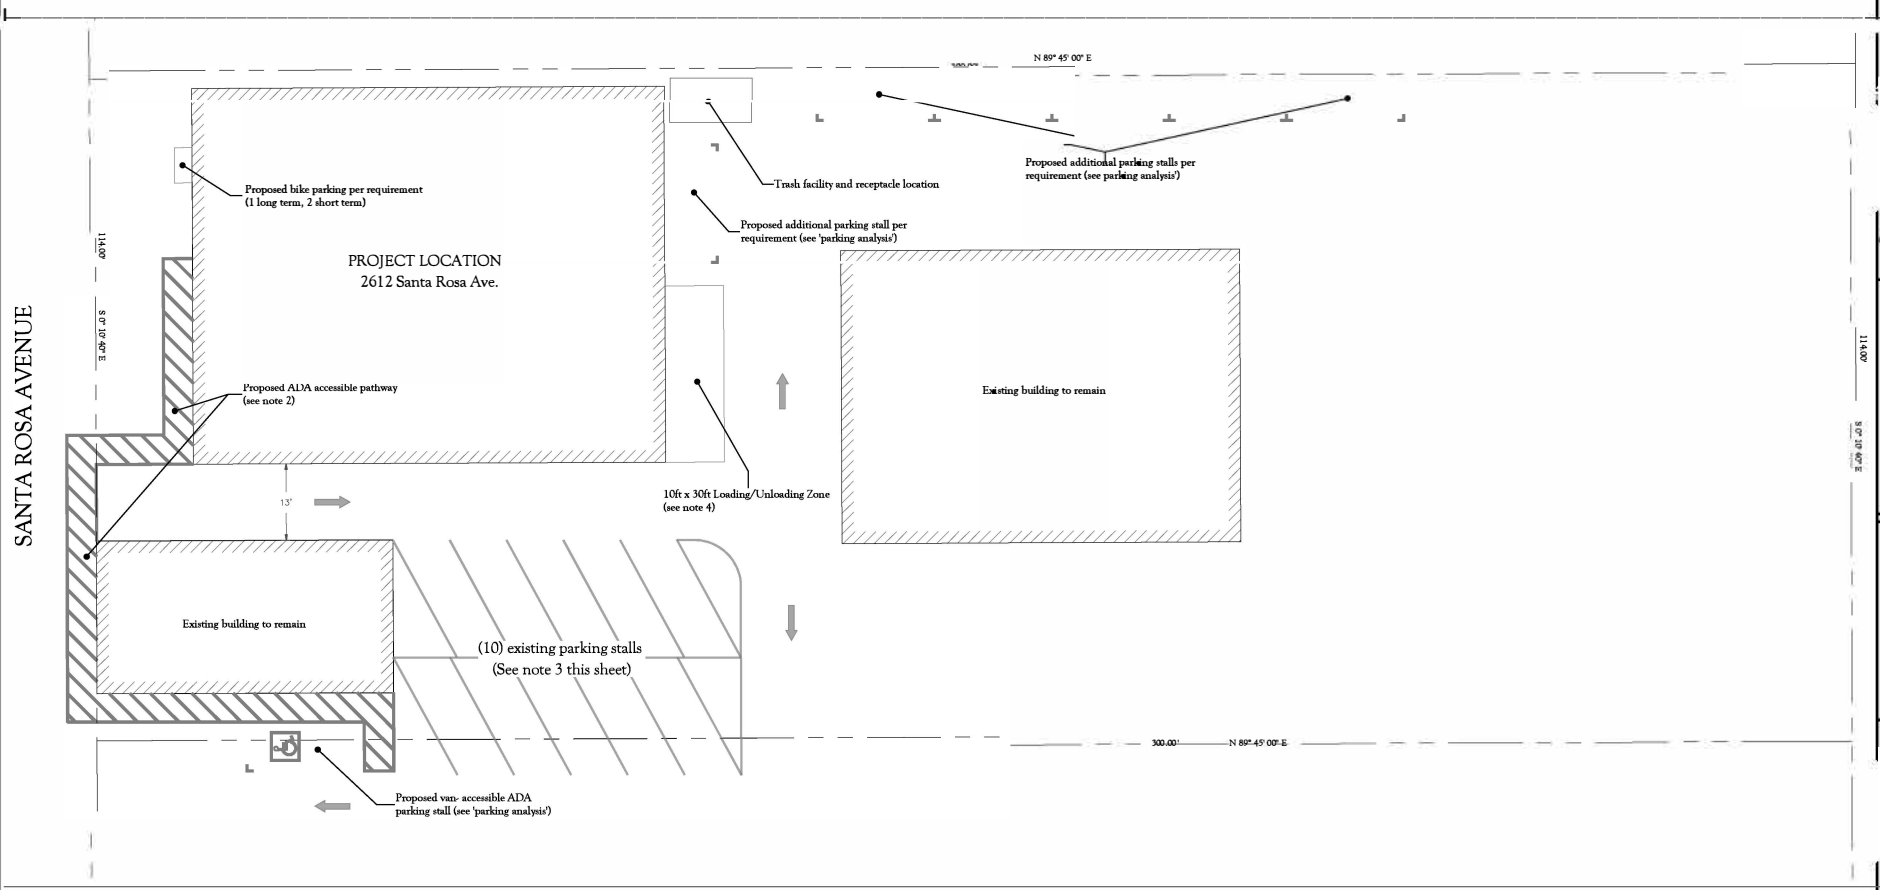 N 89° 45' 00" E
Proposed additional parking stalls per
requirement (see parking analysis')
Trash facility and receptacle location
Proposed bike parking per requirement
(1 long term, 2 short term)
Proposed additional parking stall per
requirement (see 'parking analysis')
PROJECT LOCATION
2612 Santa Rosa Ave.
114.00'
S 0° 10' 40" E
SANTA ROSA AVENUE
Proposed ADA accessible pathway
(see note 2)
Existing building to remain
114.00'
S 0° 10' 40" E
13'
10ft x 30ft Loading/Unloading Zone
(see note 4)
Existing building to remain
(10) existing parking stalls
(See note 3 this sheet)
300.00'
N 89° 45' 00" E
Proposed van- accessible ADA
parking stall (see 'parking analysis')